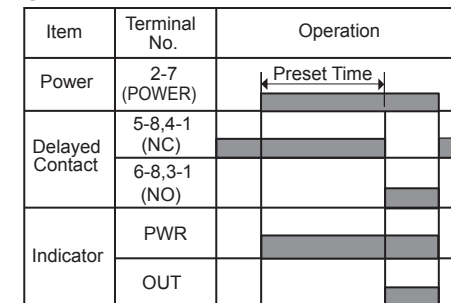 Item
Terminal
No.
Operation
Power
2-7
(POWER)
Preset Time
Delayed
Contact
5-8,4-1
(NC)
6-8,3-1
(NO)
Indicator
PWR
OUT